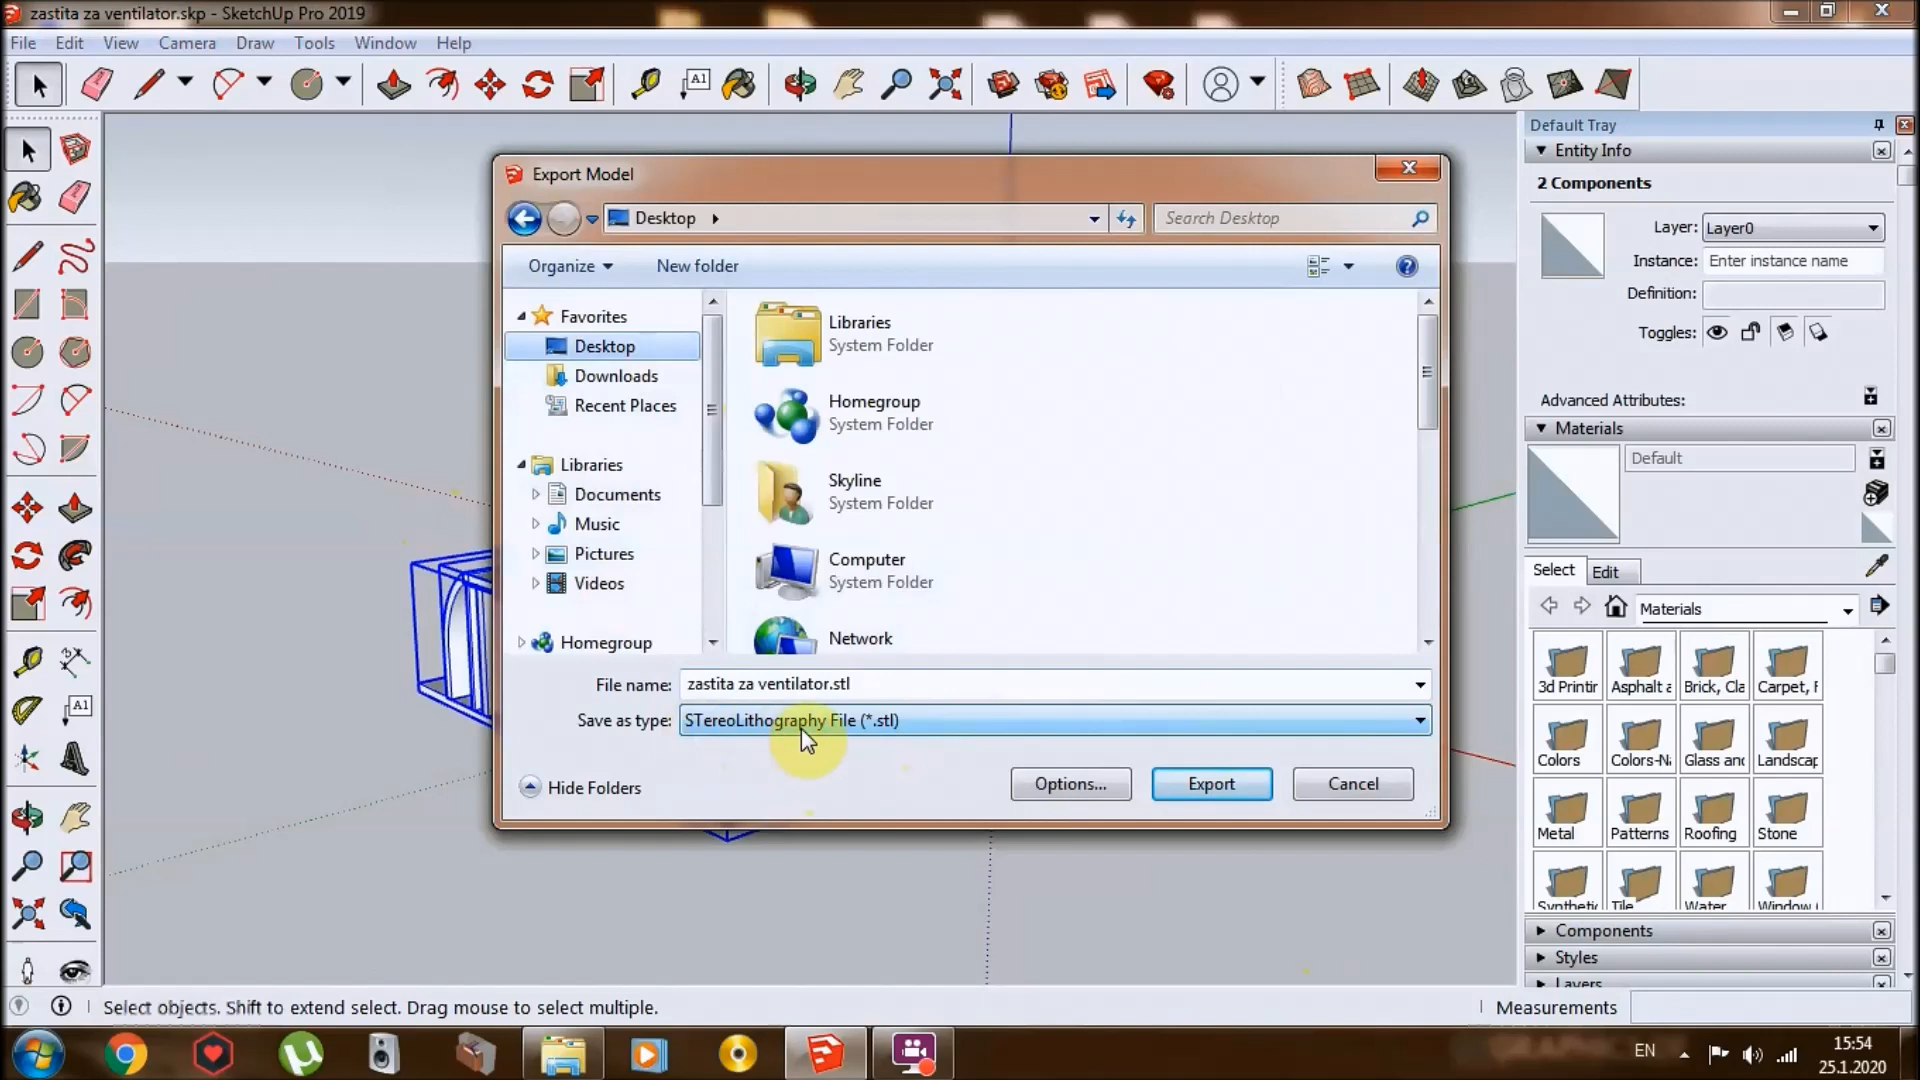 zastita za ventilator.skp - SketchUp Pro 2019
File Edit View Camera Draw Tools Window Help
A1
Default Tray
Entity Info
2 Components
Layer: Layer0
Instance: Enter instance name
Definition:
Toggles:
Advanced Attributes:
Materials
Default
Select Edit
Materials
3d Printir Asphalt a Brick, Cla Carpet, F
Colors Colors-Na Glass and Landscap
Metal Patterns Roofing Stone
Synthetic Tile Water Window
Components
Styles
Layers
Export Model
Desktop
Search Desktop
Organize New folder
Favorites
Desktop
Downloads
Recent Places
Libraries
Documents
Music
Pictures
Videos
Homegroup
Libraries
System Folder
Homegroup
System Folder
Skyline
System Folder
Computer
System Folder
Network
File name: zastita za ventilator.stl
Save as type: STereoLithography File (*.stl)
Hide Folders Options... Export Cancel
A1
Select objects. Shift to extend select. Drag mouse to select multiple.
Measurements
EN
15:54
25.1.2020